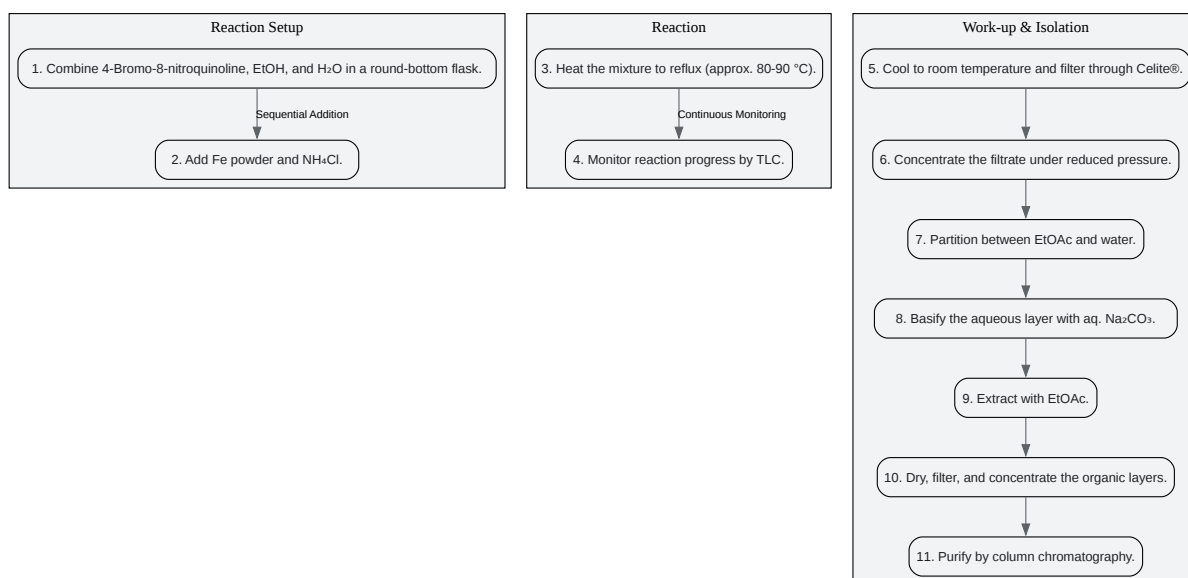 Reaction Setup
1. Combine 4-Bromo-8-nitroquinoline, EtOH, and H₂O in a round-bottom flask.
Sequential Addition
2. Add Fe powder and NH₄Cl.
Reaction
3. Heat the mixture to reflux (approx. 80-90 °C).
Continuous Monitoring
4. Monitor reaction progress by TLC.
Work-up & Isolation
5. Cool to room temperature and filter through Celite®.
6. Concentrate the filtrate under reduced pressure.
7. Partition between EtOAc and water.
8. Basify the aqueous layer with aq. Na₂CO₃.
9. Extract with EtOAc.
10. Dry, filter, and concentrate the organic layers.
11. Purify by column chromatography.